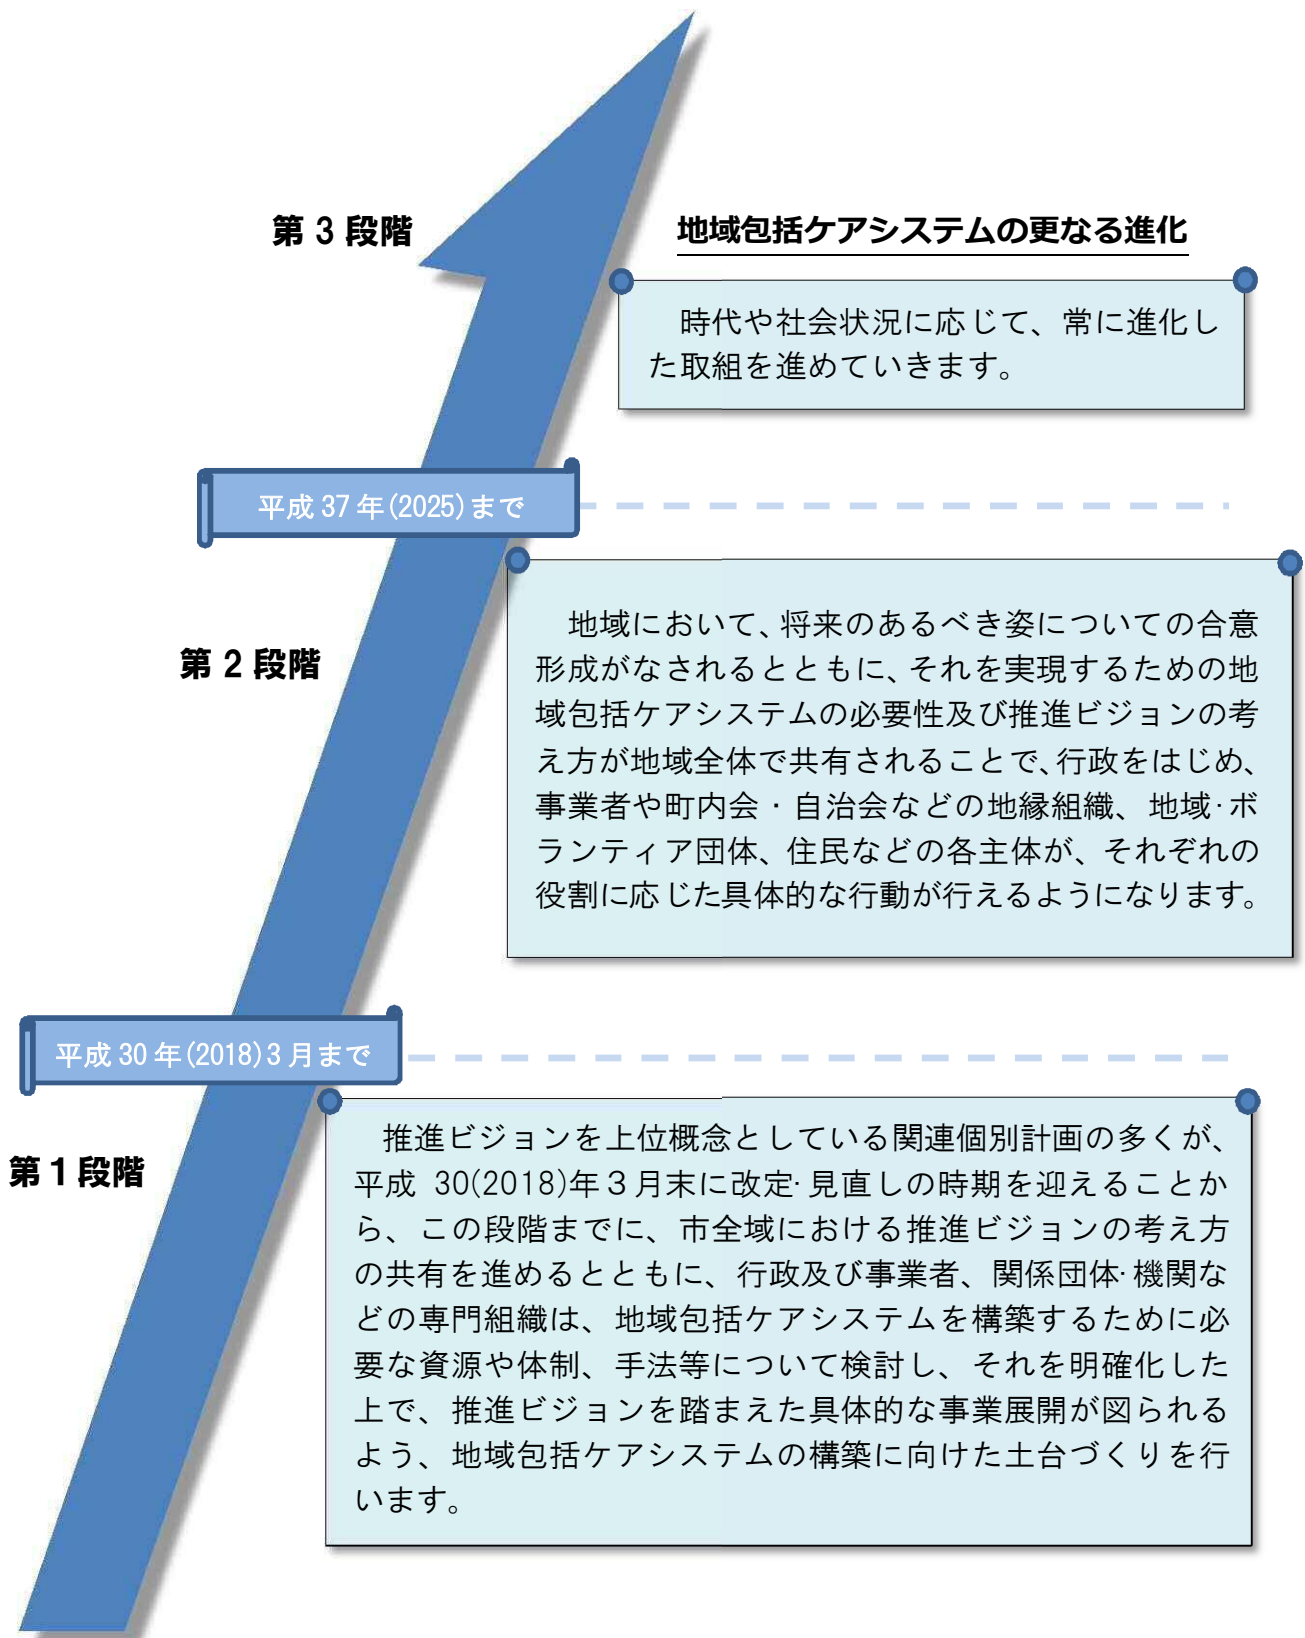 第 3 段階
地域包括ケアシステムの更なる進化
時代や社会状況に応じて、常に進化し
た取組を進めていきます。
平成 37 年(2025)まで
第 2 段階
地域において、将来のあるべき姿についての合意
形成がなされるとともに、それを実現するための地
域包括ケアシステムの必要性及び推進ビジョンの考
え方が地域全体で共有されることで、行政をはじめ、
事業者や町内会・自治会などの地縁組織、地域・ボ
ランティア団体、住民などの各主体が、それぞれの
役割に応じた具体的な行動が行えるようになります。
平成 30 年(2018)3 月まで
第 1 段階
推進ビジョンを上位概念としている関連個別計画の多くが、
平成 30(2018)年３月末に改定・見直しの時期を迎えることか
ら、この段階までに、市全域における推進ビジョンの考え方
の共有を進めるとともに、行政及び事業者、関係団体・機関な
どの専門組織は、地域包括ケアシステムを構築するために必
要な資源や体制、手法等について検討し、それを明確化した
上で、推進ビジョンを踏まえた具体的な事業展開が図られる
よう、地域包括ケアシステムの構築に向けた土台づくりを行
います。